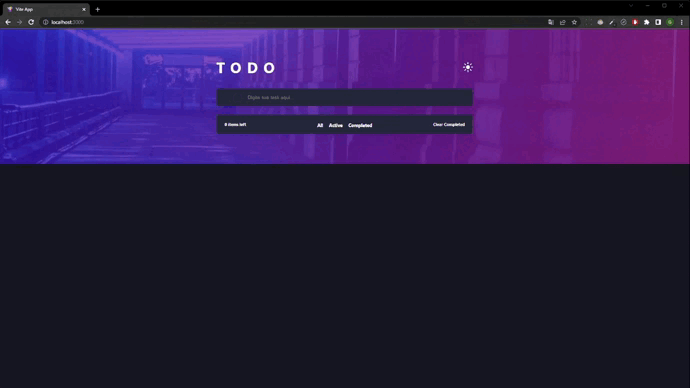 Vite App
localhost:3000
TODO
Digite sua task aqui
0 items left
All Active Completed
Clear Completed